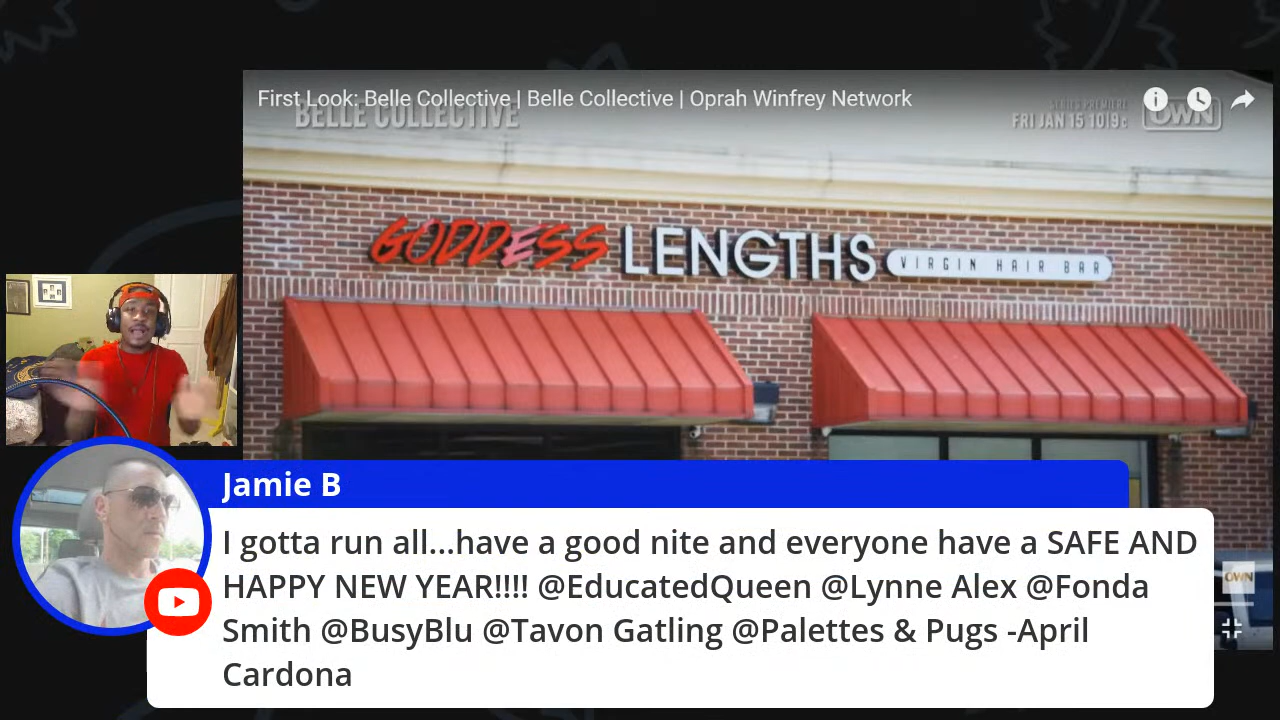 First Look: Belle Collective | Belle Collective | Oprah Winfrey Network
BELLE COLLECTIVE
SERIES PREMIERE
FRI JAN 15 10|9c
OWN
GODDESS LENGTHS VIRGIN HAIR BAR
Jamie B
I gotta run all...have a good nite and everyone have a SAFE AND
HAPPY NEW YEAR!!!! @EducatedQueen @Lynne Alex @Fonda
Smith @BusyBlu @Tavon Gatling @Palettes & Pugs -April
Cardona
OWN